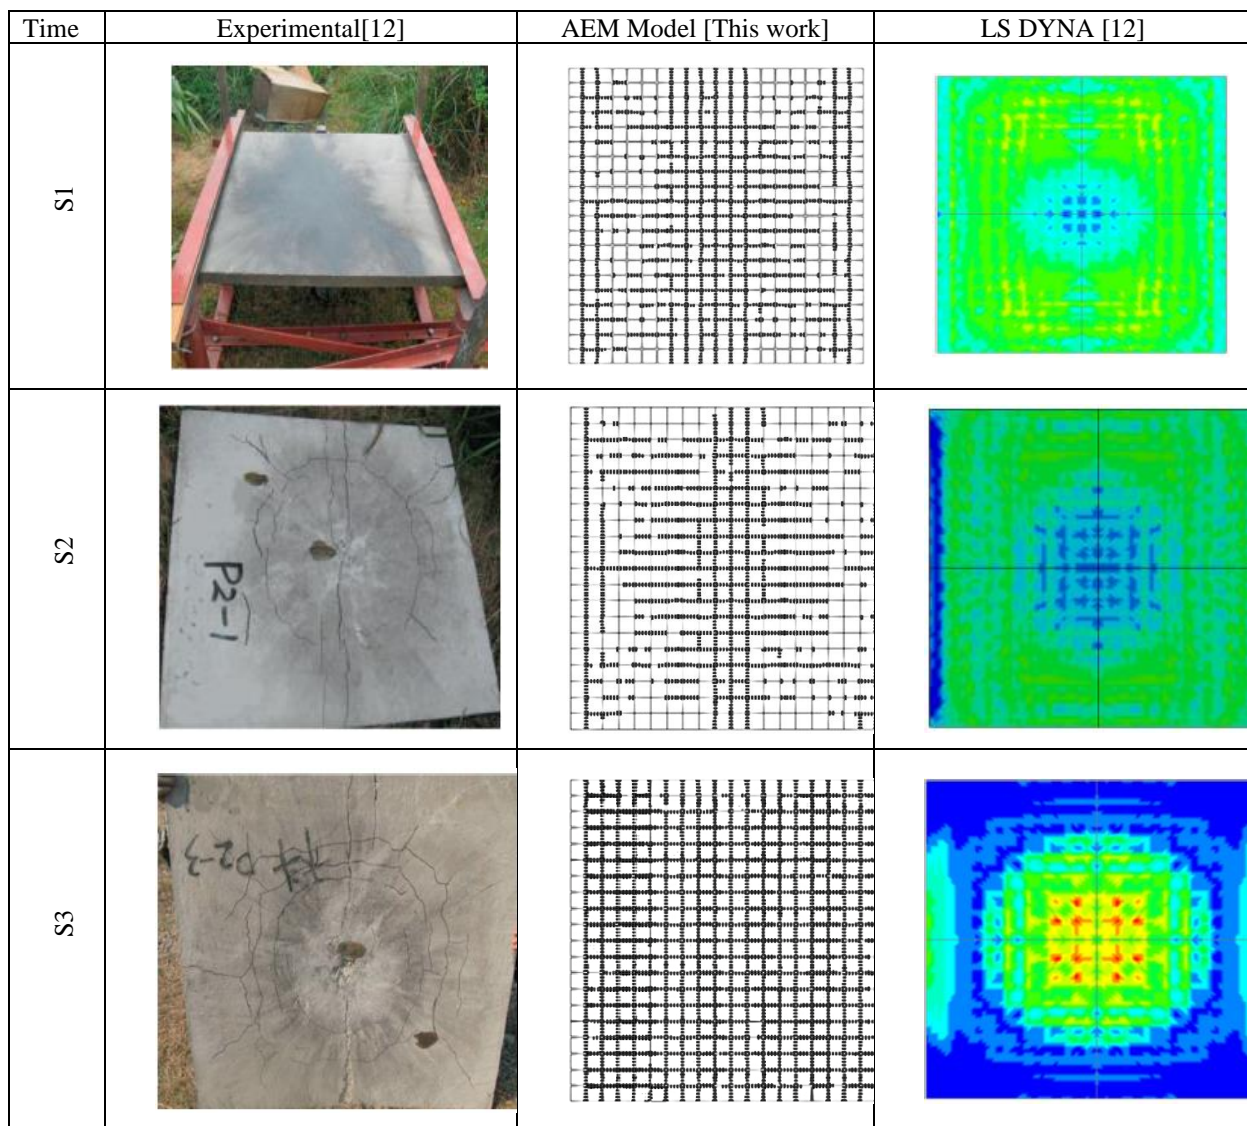 Time Experimental[12] AEM Model [This work] LS DYNA [12]
S1
S2
P2-1
S3
P2-3